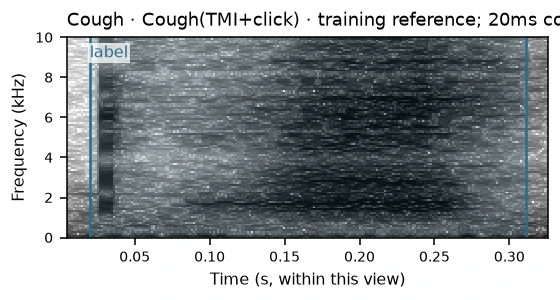 Cough · Cough(TMI+click) · training reference; 20ms
label
Frequency (kHz)
10
8
6
4
2
0
0.05 0.10 0.15 0.20 0.25 0.30
Time (s, within this view)